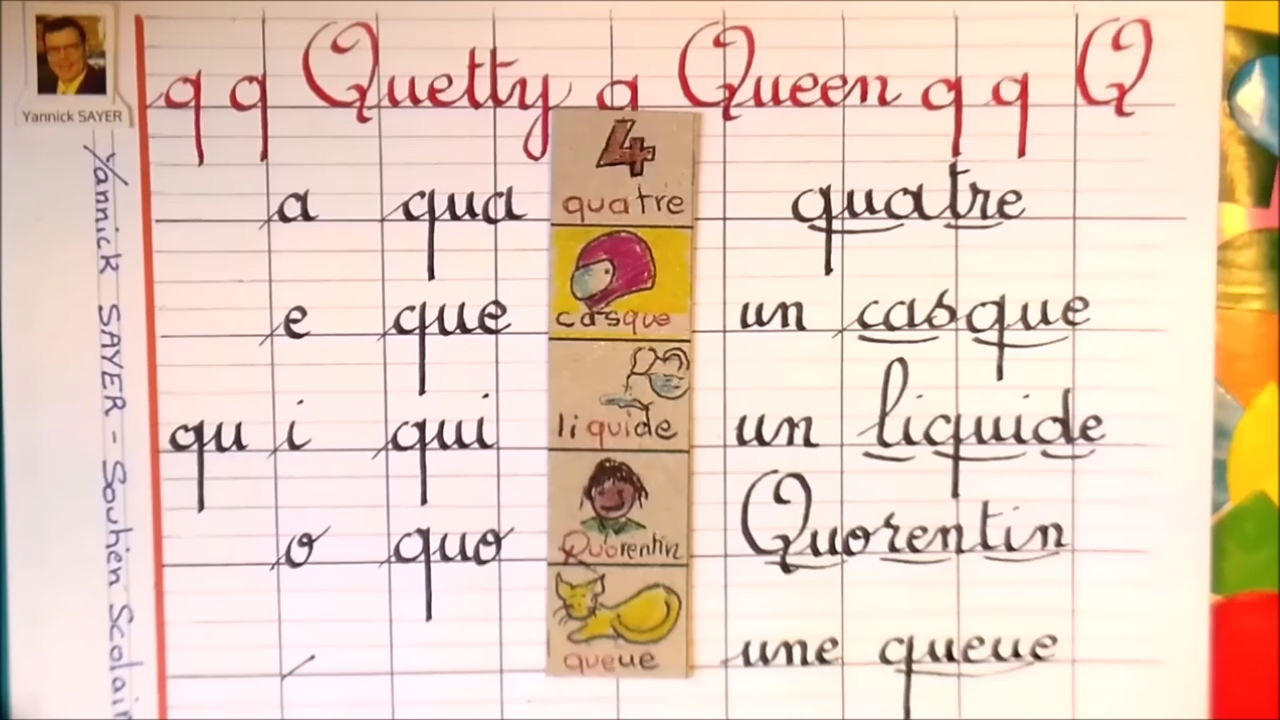 Yannick SAYER
Yannick SAYER - Soutien Scolair
q q Quetty q Queen q q Q
a qua quatre quatre
e que casque un casque
qu i qui liquide un liquide
o quo Quorentin Quorentin
queue une queue
4